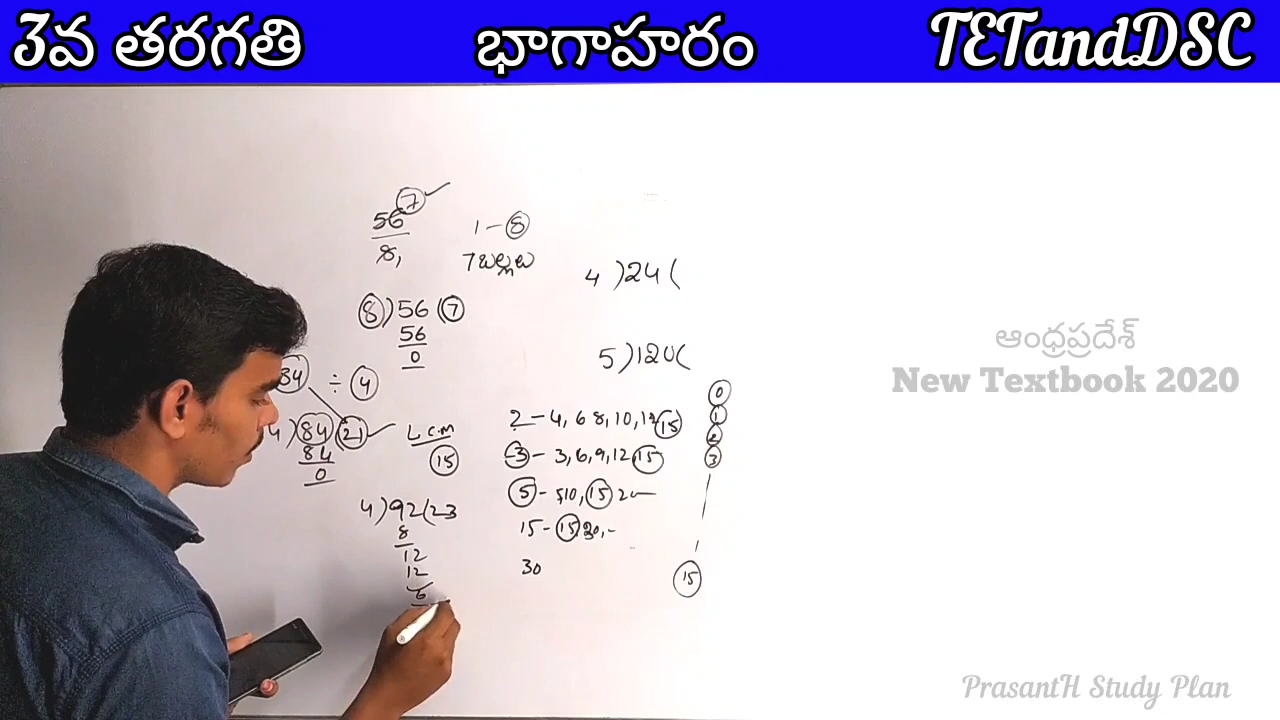 3వ తరగతి భాగాహరం TETandDSC
56 7
8,
1 - 8
7 బల్లలు
4 ) 24 (
8 ) 56 ( 7
56
0
5 ) 120 (
ఆంధ్రప్రదేశ్
New Textbook 2020
84 ÷ 4
4 ) 84 ( 21
84
0
L.C.M
15
2 - 4, 6 8, 10, 12 15
3 - 3, 6, 9, 12 15
5 - 5, 10, 15 20
15 - 15 30, -
30
0
1
2
3
15
4 ) 92 ( 23
8
12
12
0
PrasantH Study Plan